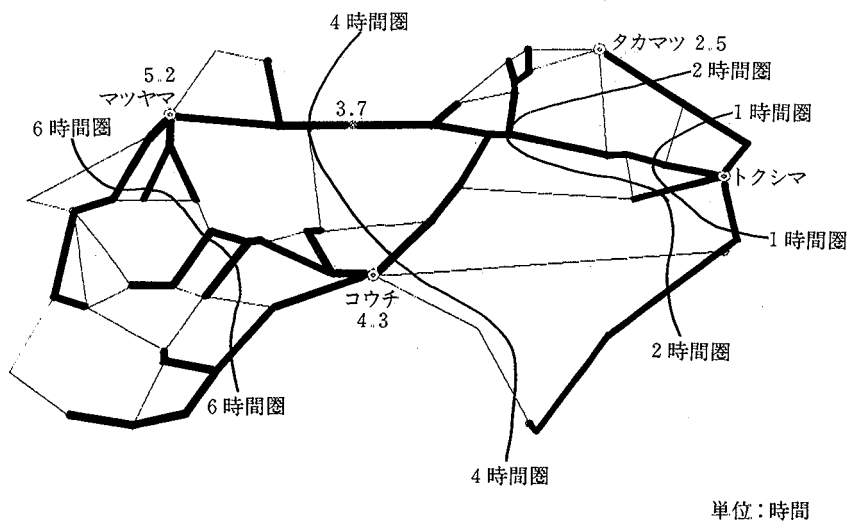 4時間圏
タカマツ 2.5
5.2
マツヤマ
2時間圏
3.7
1時間圏
6時間圏
トクシマ
1時間圏
コウチ
4.3
2時間圏
6時間圏
4時間圏
単位:時間